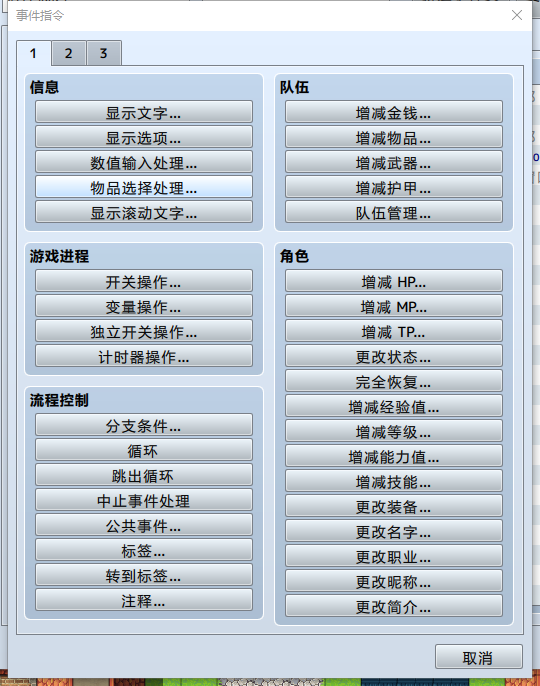 事件指令
1
2
3
信息
显示文字...
显示选项...
数值输入处理...
物品选择处理...
显示滚动文字...
游戏进程
开关操作...
变量操作...
独立开关操作...
计时器操作...
流程控制
分支条件...
循环
跳出循环
中止事件处理
公共事件...
标签...
转到标签...
注释...
队伍
增减金钱...
增减物品...
增减武器...
增减护甲...
队伍管理...
角色
增减 HP...
增减 MP...
增减 TP...
更改状态...
完全恢复...
增减经验值...
增减等级...
增减能力值...
增减技能...
更改装备...
更改名字...
更改职业...
更改昵称...
更改简介...
取消